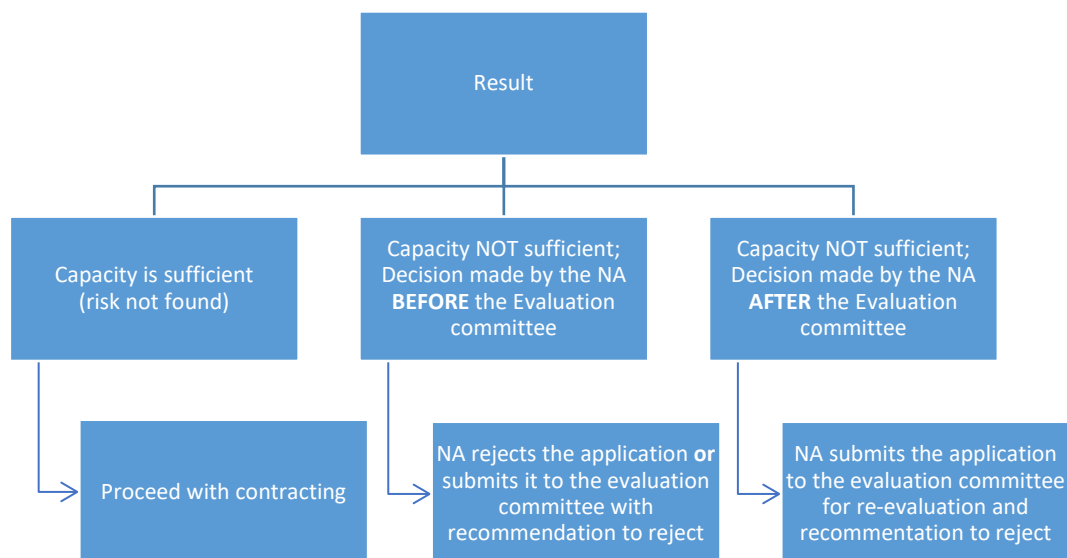 Result
Capacity is sufficient
(risk not found)
Capacity NOT sufficient;
Decision made by the NA
BEFORE the Evaluation
committee
Capacity NOT sufficient;
Decision made by the NA
AFTER the Evaluation
committee
Proceed with contracting
NA rejects the application or
submits it to the evaluation
committee with
recommendation to reject
NA submits the application
to the evaluation committee
for re-evaluation and
recommentation to reject